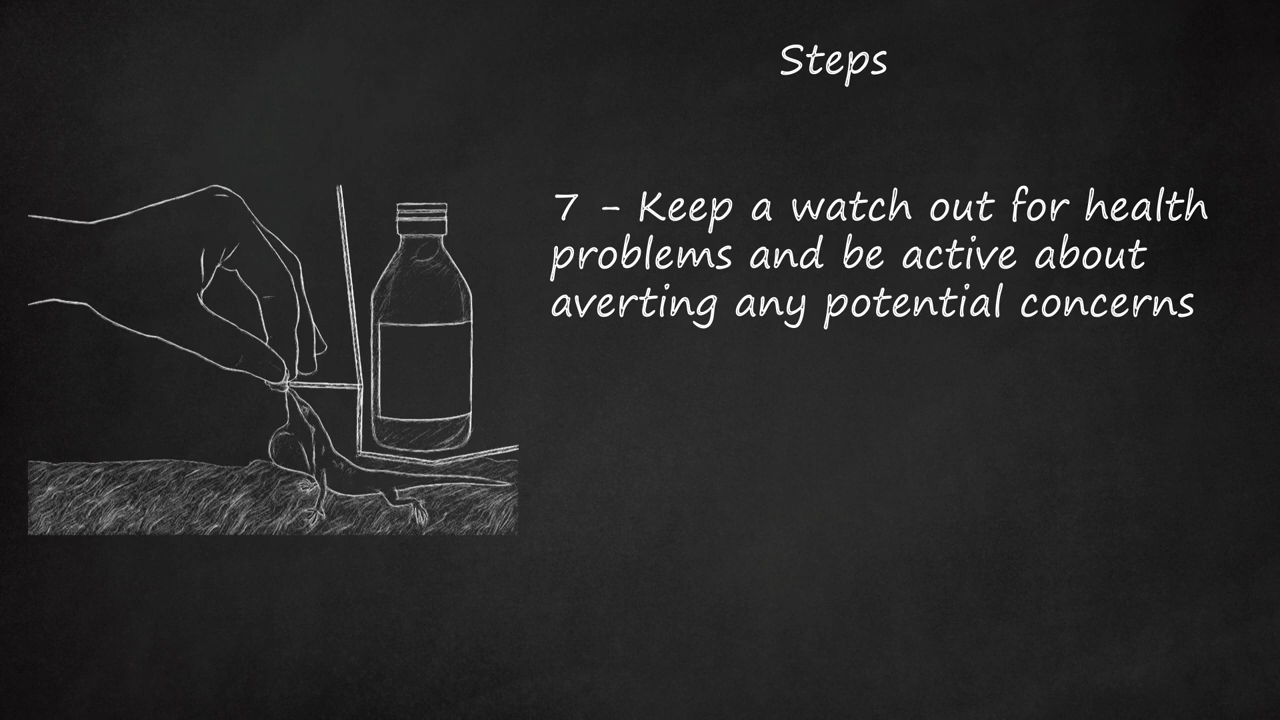 Steps
7 - Keep a watch out for health
problems and be active about
averting any potential concerns